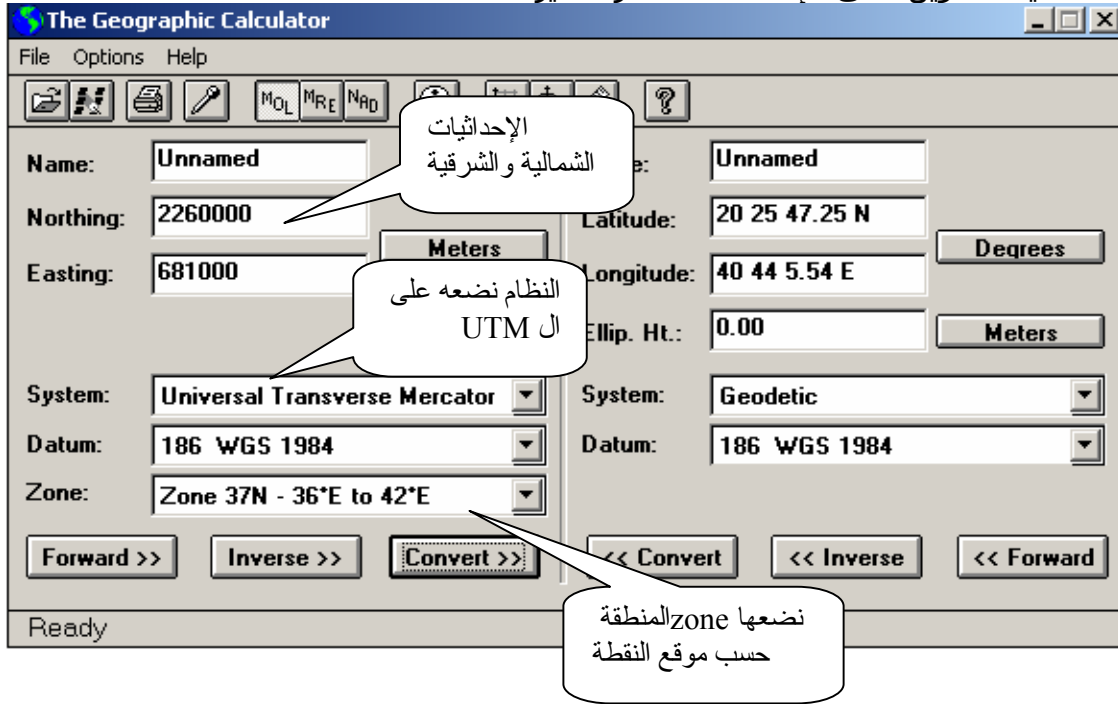 The Geographic Calculator
File Options Help
MOL MRE NAD
الإحداثيات
الشمالية والشرقية
Name: Unnamed
Unnamed
Northing: 2260000
Latitude: 20 25 47.25 N
Meters
Degrees
Easting: 681000
Longitude: 40 44 5.54 E
النظام نضعه على
ال UTM
Ellip. Ht.: 0.00
Meters
System: Universal Transverse Mercator
System: Geodetic
Datum: 186 WGS 1984
Datum: 186 WGS 1984
Zone: Zone 37N - 36°E to 42°E
Forward >> Inverse >> Convert >>
<< Convert << Inverse << Forward
Ready
نضعها zoneالمنطقة
حسب موقع النقطة